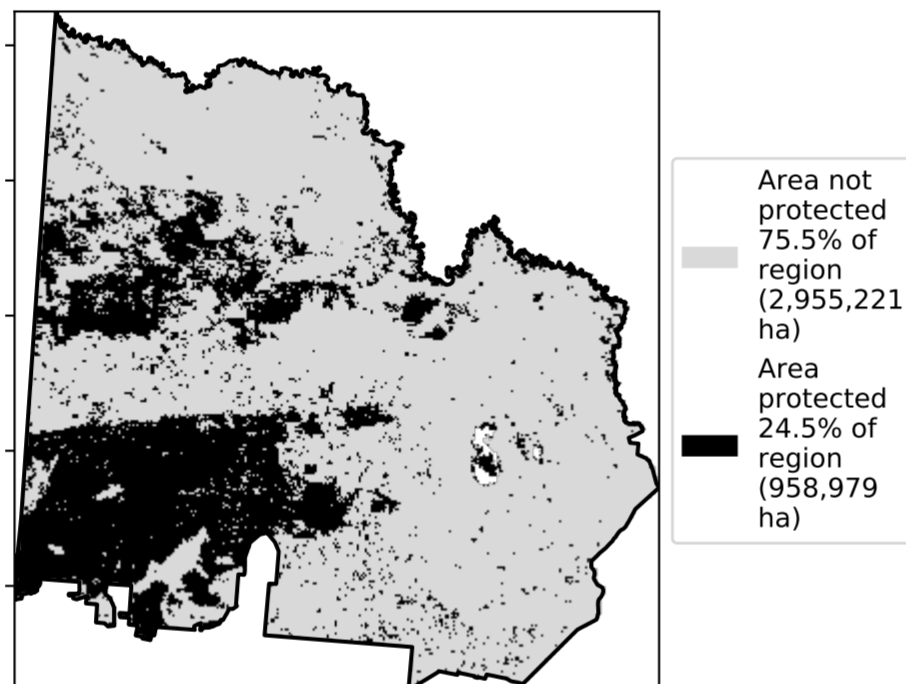 Area not
protected
75.5% of
region
(2,955,221
ha)
Area
protected
24.5% of
region
(958,979
ha)